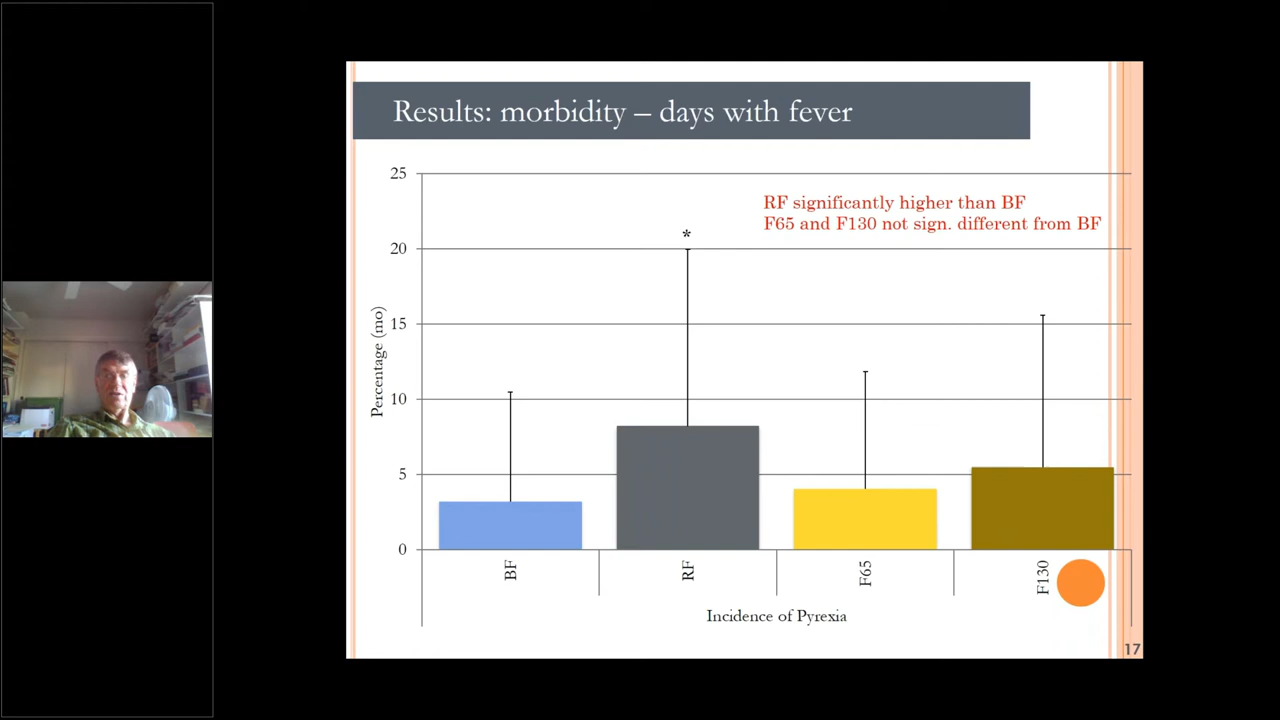 Results: morbidity – days with fever
25
20
15
10
5
0
Percentage (mo)
RF significantly higher than BF
F65 and F130 not sign. different from BF
*
BF
RF
F65
F130
Incidence of Pyrexia
17